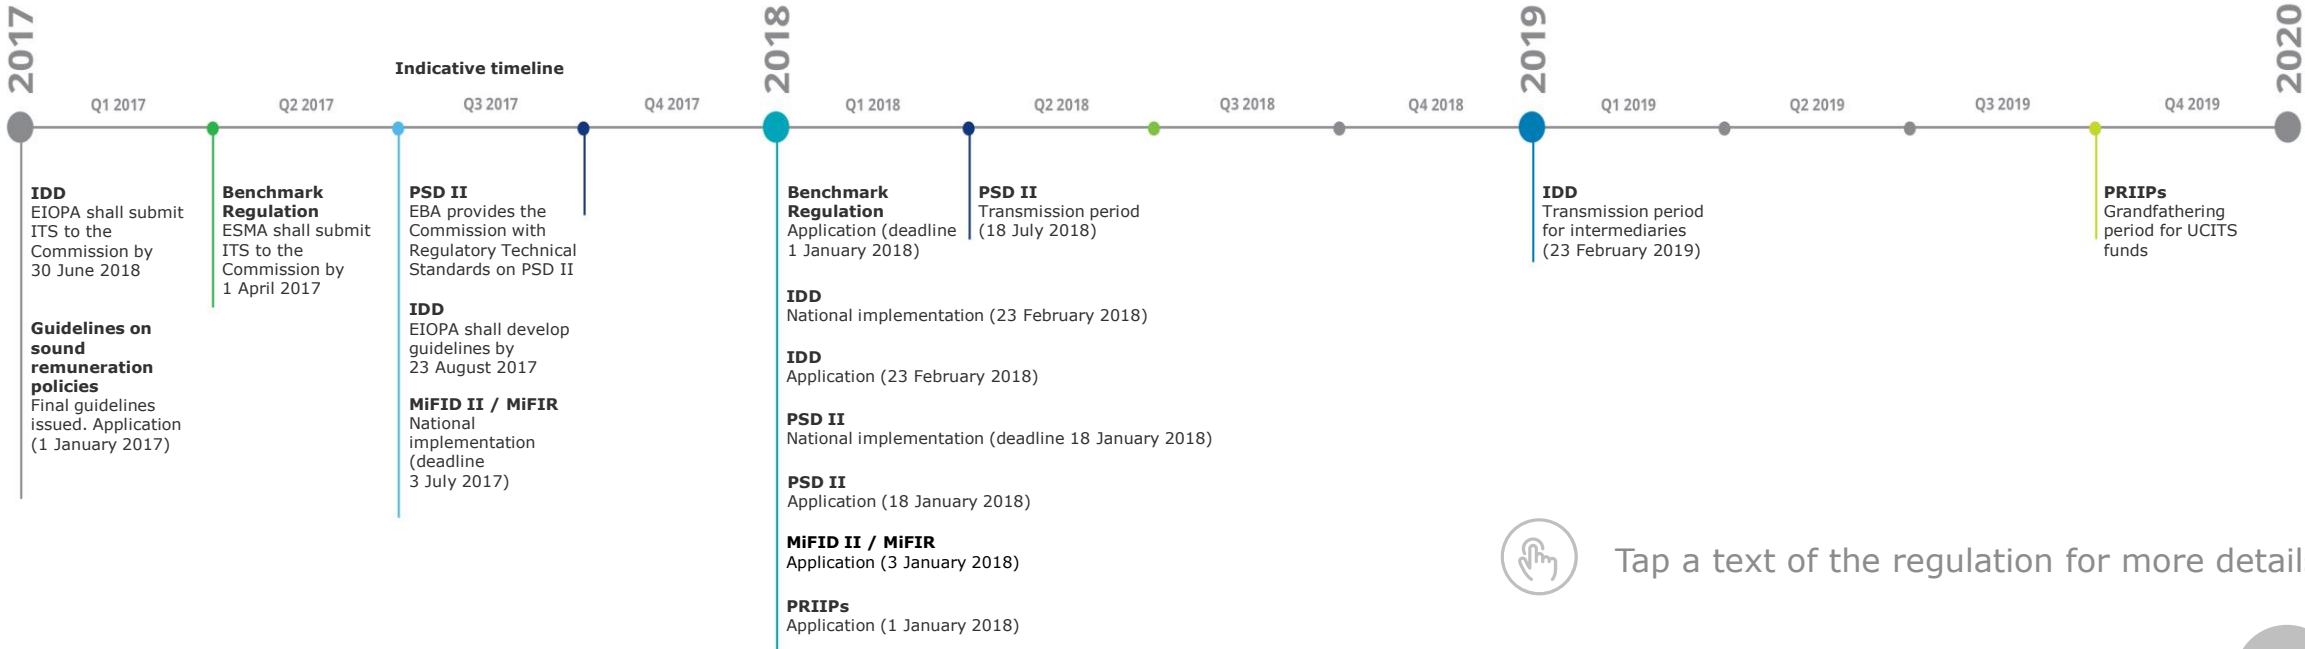 2017
2018
2019
2020
Indicative timeline
Q1 2017
Q2 2017
Q3 2017
Q4 2017
Q1 2018
Q2 2018
Q3 2018
Q4 2018
Q1 2019
Q2 2019
Q3 2019
Q4 2019
IDD
EIOPA shall submit
ITS to the
Commission by
30 June 2018
Guidelines on
sound
remuneration
policies
Final guidelines
issued. Application
(1 January 2017)
Benchmark
Regulation
ESMA shall submit
ITS to the
Commission by
1 April 2017
PSD II
EBA provides the
Commission with
Regulatory Technical
Standards on PSD II
IDD
EIOPA shall develop
guidelines by
23 August 2017
MiFID II / MiFIR
National
implementation
(deadline
3 July 2017)
Benchmark
Regulation
Application (deadline
1 January 2018)
IDD
National implementation (23 February 2018)
IDD
Application (23 February 2018)
PSD II
National implementation (deadline 18 January 2018)
PSD II
Application (18 January 2018)
MiFID II / MiFIR
Application (3 January 2018)
PRIIPs
Application (1 January 2018)
PSD II
Transmission period
(18 July 2018)
IDD
Transmission period
for intermediaries
(23 February 2019)
PRIIPs
Grandfathering
period for UCITS
funds
Tap a text of the regulation for more detail